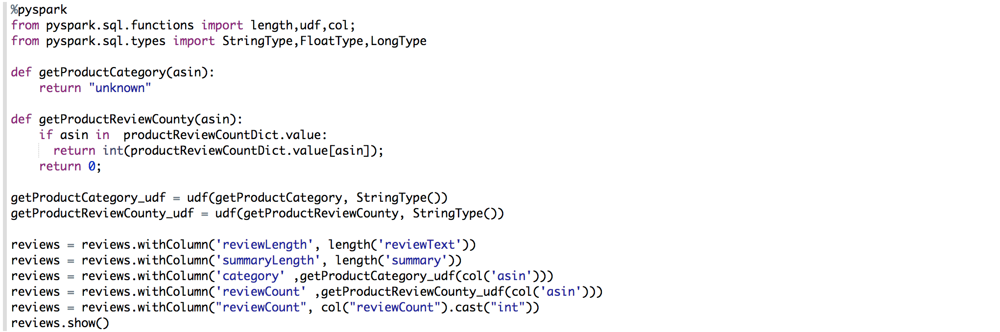 %pyspark
from pyspark.sql.functions import length,udf,col;
from pyspark.sql.types import StringType,FloatType,LongType
def getProductCategory(asin):
    return "unknown"
def getProductReviewCounty(asin):
    if asin in  productReviewCountDict.value:
      return int(productReviewCountDict.value[asin]);
    return 0;
getProductCategory_udf = udf(getProductCategory, StringType())
getProductReviewCounty_udf = udf(getProductReviewCounty, StringType())
reviews = reviews.withColumn('reviewLength', length('reviewText'))
reviews = reviews.withColumn('summaryLength', length('summary'))
reviews = reviews.withColumn('category' ,getProductCategory_udf(col('asin')))
reviews = reviews.withColumn('reviewCount' ,getProductReviewCounty_udf(col('asin')))
reviews = reviews.withColumn("reviewCount", col("reviewCount").cast("int"))
reviews.show()